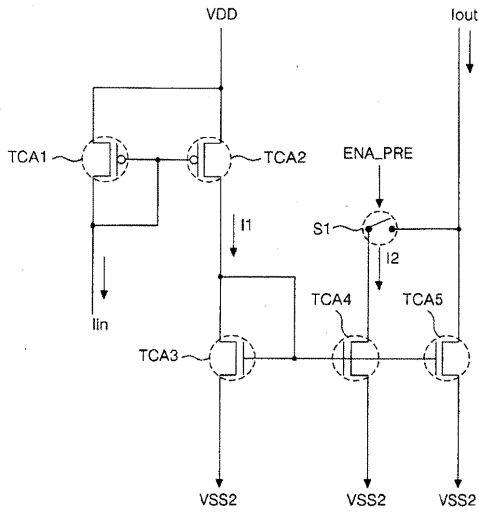 VDD
Iout
TCA1
TCA2
ENA_PRE
S1
I1
I2
Iin
TCA3
TCA4
TCA5
VSS2
VSS2
VSS2